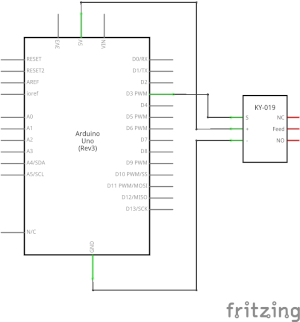 3V3
5V
VIN
RESET
RESET2
AREF
ioref
A0
A1
A2
A3
A4/SDA
A5/SCL
N/C
Arduino
Uno
(Rev3)
D0/RX
D1/TX
D2
D3 PWM
D4
D5 PWM
D6 PWM
D7
D8
D9 PWM
D10 PWM/SS
D11 PWM/MOSI
D12/MISO
D13/SCK
GND
KY-019
S
+
-
NC
Feed
NO
fritzing